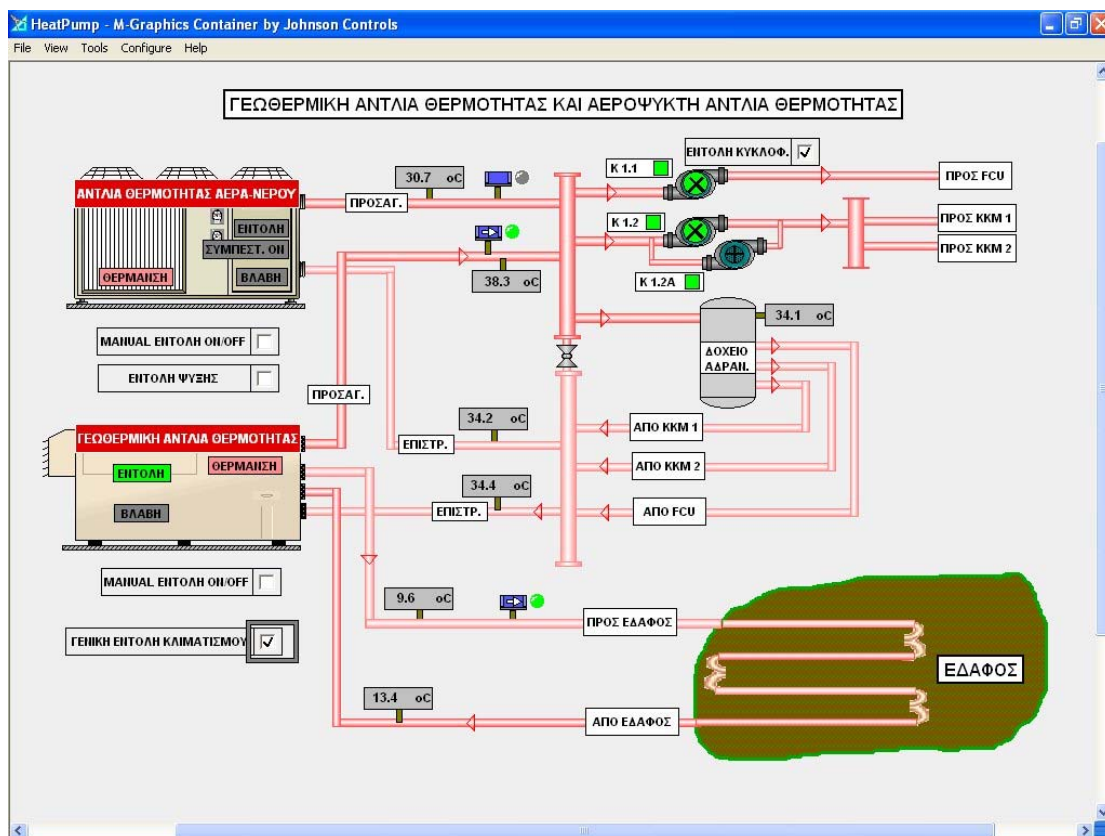 HeatPump - M-Graphics Container by Johnson Controls
File View Tools Configure Help
ΓΕΩΘΕΡΜΙΚΗ ΑΝΤΛΙΑ ΘΕΡΜΟΤΗΤΑΣ ΚΑΙ ΑΕΡΟΨΥΚΤΗ ΑΝΤΛΙΑ ΘΕΡΜΟΤΗΤΑΣ
ΕΝΤΟΛΗ ΚΥΚΛΟΦ.
Κ 1.1
ΠΡΟΣ FCU
30.7 oC
ΑΝΤΛΙΑ ΘΕΡΜΟΤΗΤΑΣ ΑΕΡΑ-ΝΕΡΟΥ
ΠΡΟΣΑΓ.
Κ 1.2
ΠΡΟΣ ΚΚΜ 1
ΕΝΤΟΛΗ
ΣΥΜΠΕΣΤ. ΟΝ
ΠΡΟΣ ΚΚΜ 2
ΘΕΡΜΑΝΣΗ
ΒΛΑΒΗ
38.3 oC
Κ 1.2Α
34.1 oC
MANUAL ΕΝΤΟΛΗ ON/OFF
ΔΟΧΕΙΟ
ΑΔΡΑΝ.
ΕΝΤΟΛΗ ΨΥΞΗΣ
ΠΡΟΣΑΓ.
34.2 oC
ΑΠΟ ΚΚΜ 1
ΓΕΩΘΕΡΜΙΚΗ ΑΝΤΛΙΑ ΘΕΡΜΟΤΗΤΑΣ
ΕΠΙΣΤΡ.
ΕΝΤΟΛΗ
ΘΕΡΜΑΝΣΗ
ΑΠΟ ΚΚΜ 2
34.4 oC
ΒΛΑΒΗ
ΕΠΙΣΤΡ.
ΑΠΟ FCU
MANUAL ΕΝΤΟΛΗ ON/OFF
9.6 oC
ΠΡΟΣ ΕΔΑΦΟΣ
ΓΕΝΙΚΗ ΕΝΤΟΛΗ ΚΛΙΜΑΤΙΣΜΟΥ
ΕΔΑΦΟΣ
13.4 oC
ΑΠΟ ΕΔΑΦΟΣ